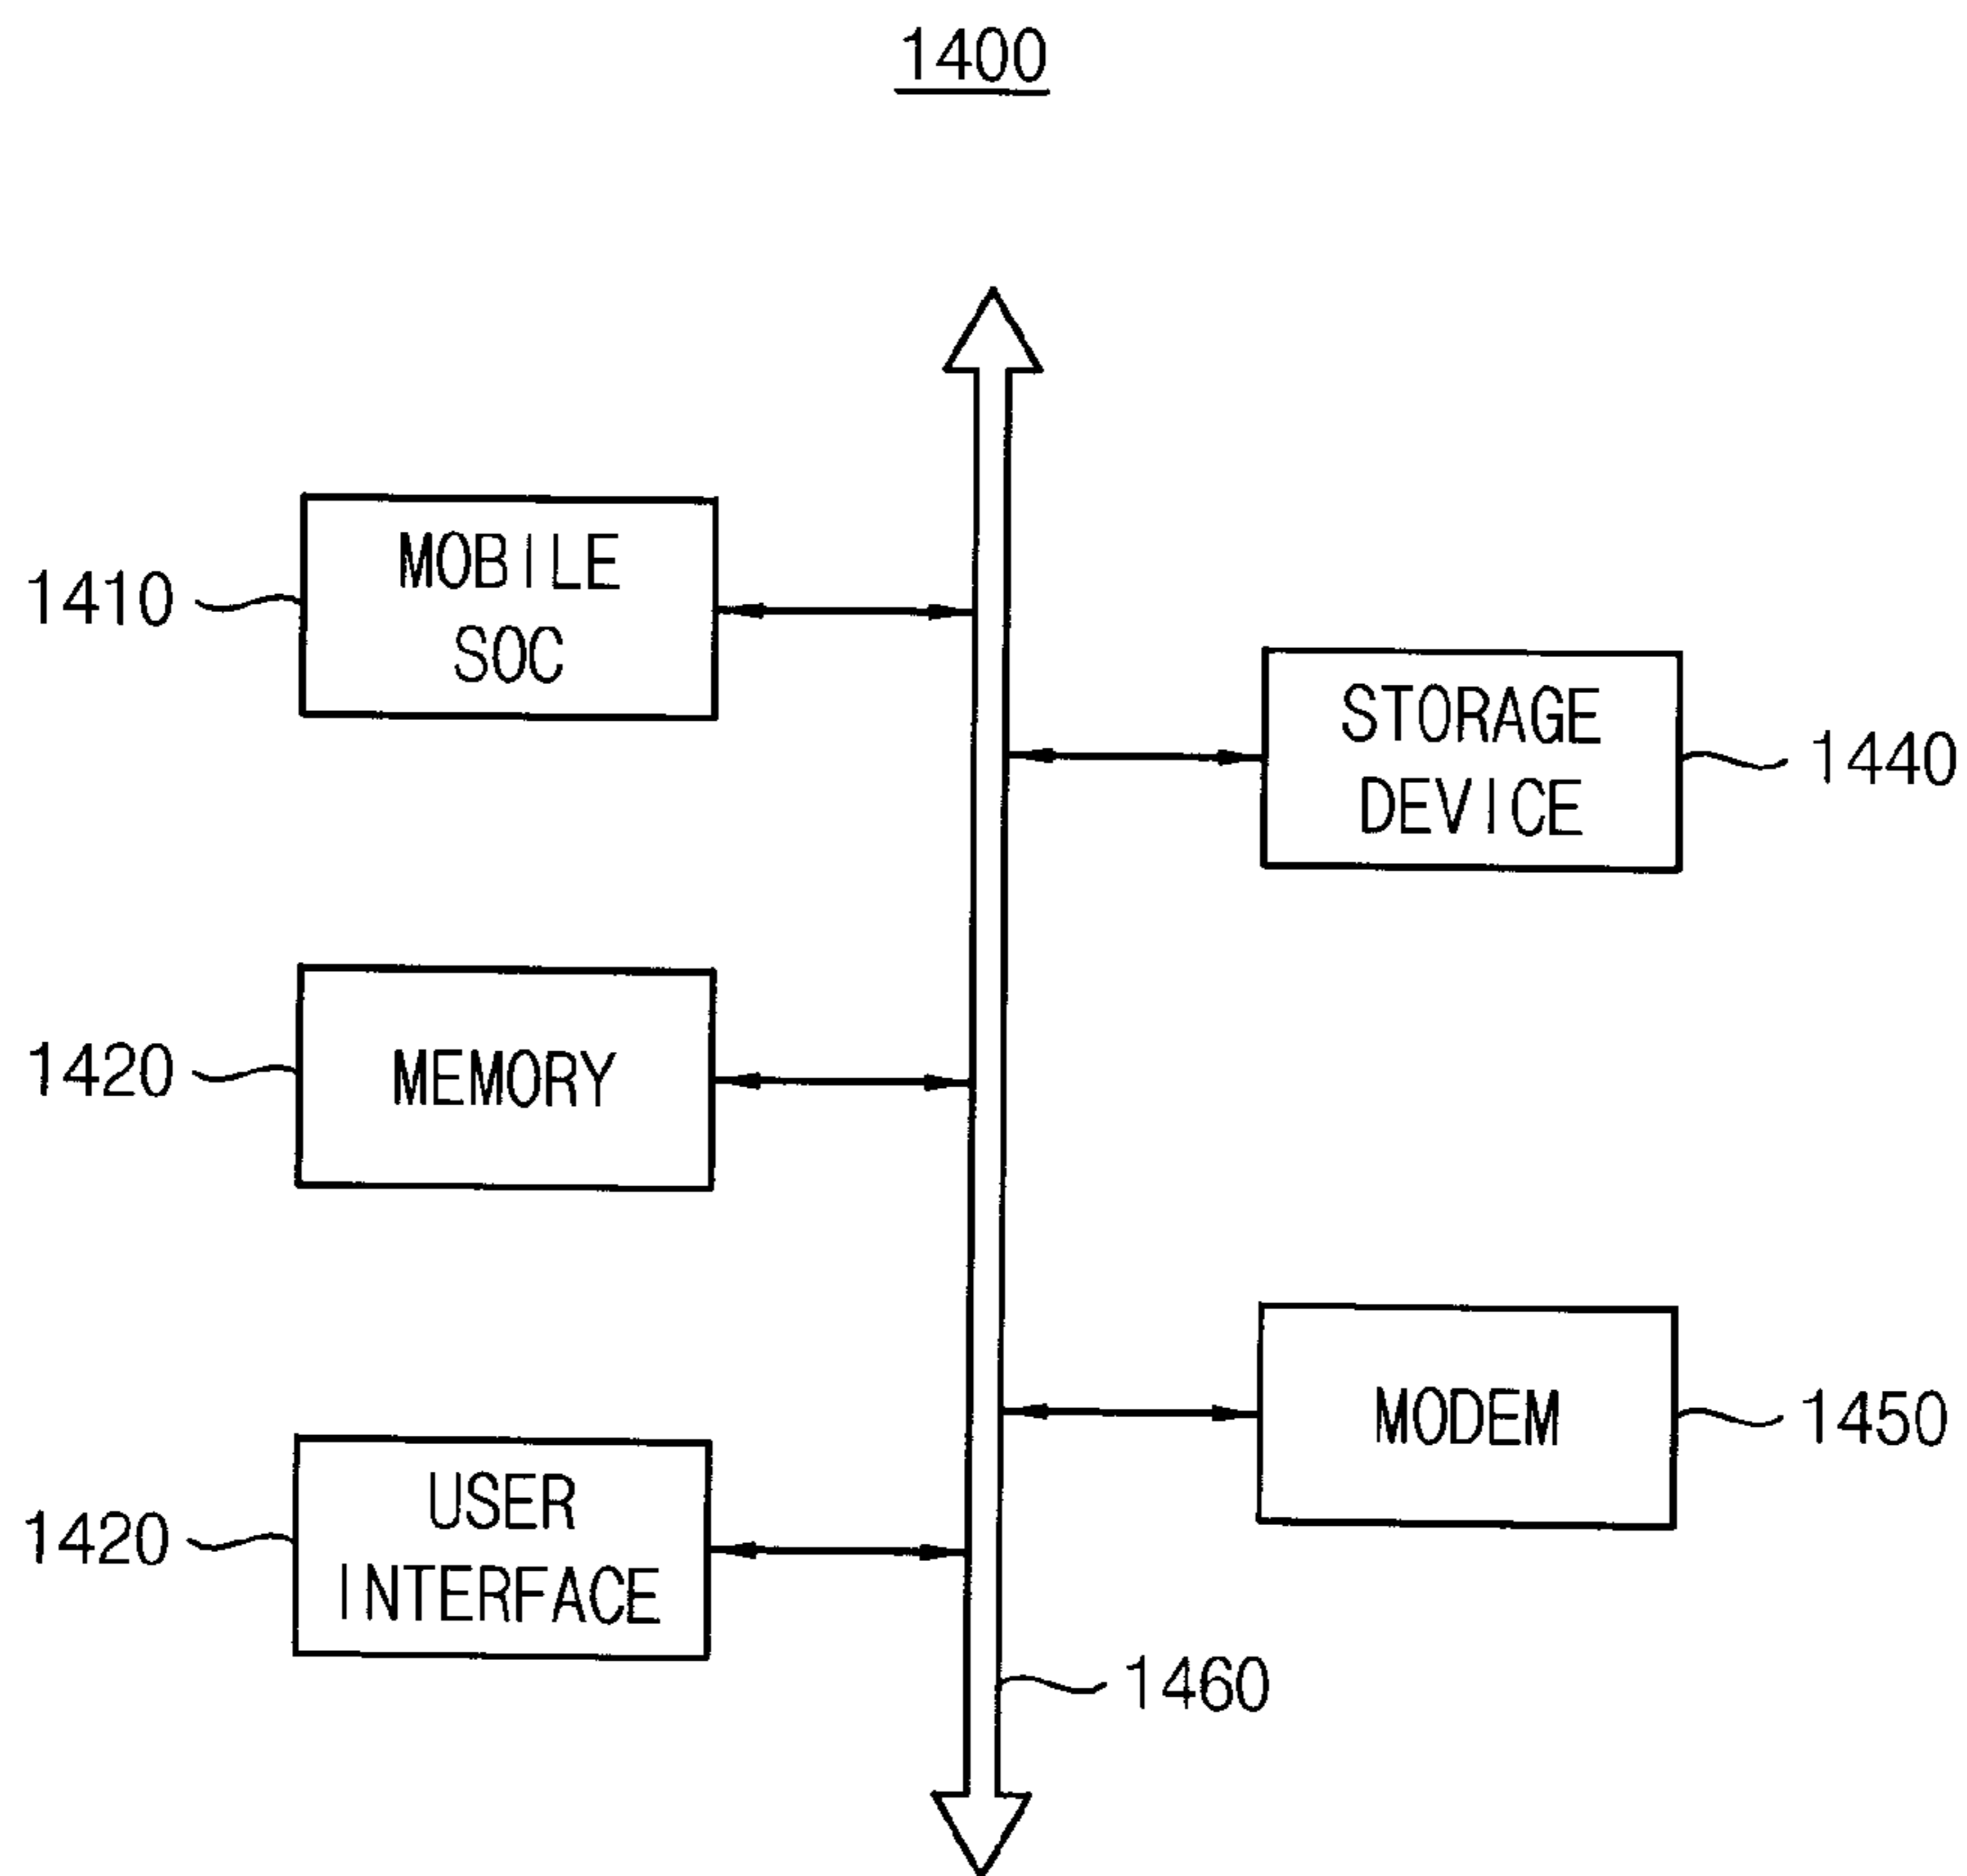 1400
1410
MOBILE
SOC
STORAGE
DEVICE
1440
1420
MEMORY
MODEM
1450
1420
USER
INTERFACE
1460